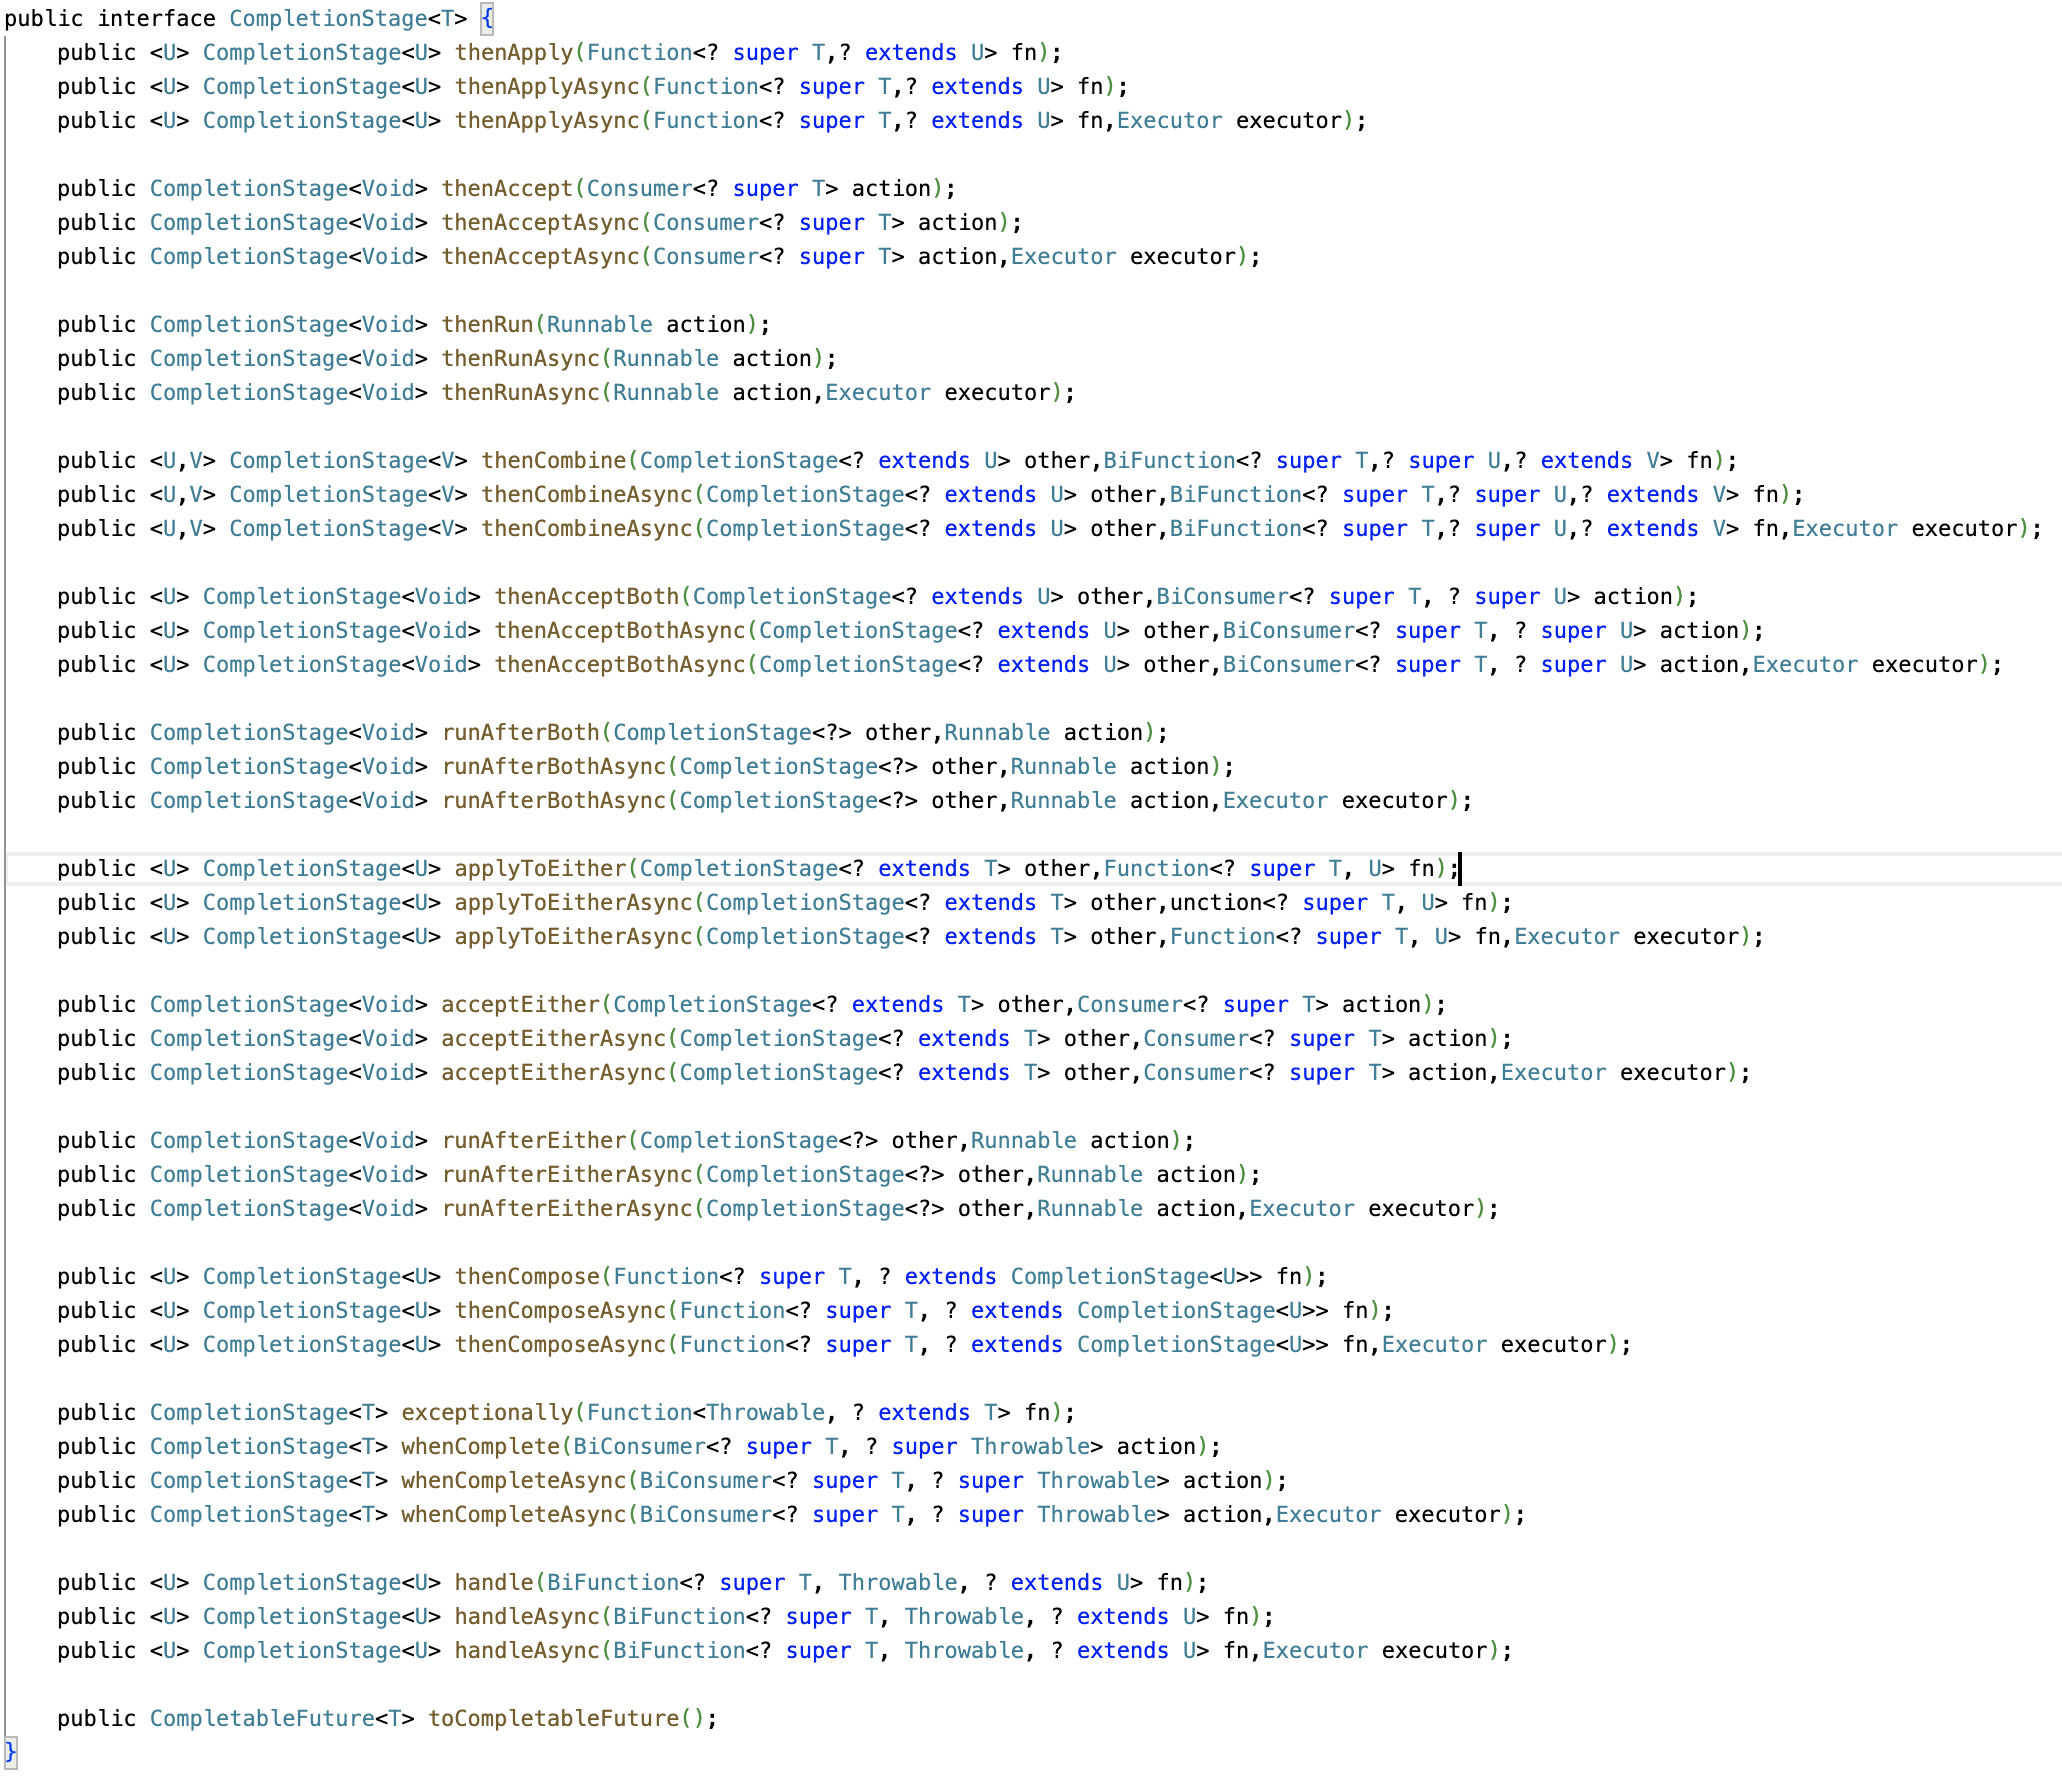 public interface CompletionStage<T> {
public <U> CompletionStage<U> thenApply(Function<? super T,? extends U> fn);
public <U> CompletionStage<U> thenApplyAsync(Function<? super T,? extends U> fn);
public <U> CompletionStage<U> thenApplyAsync(Function<? super T,? extends U> fn,Executor executor);
public CompletionStage<Void> thenAccept(Consumer<? super T> action);
public CompletionStage<Void> thenAcceptAsync(Consumer<? super T> action);
public CompletionStage<Void> thenAcceptAsync(Consumer<? super T> action,Executor executor);
public CompletionStage<Void> thenRun(Runnable action);
public CompletionStage<Void> thenRunAsync(Runnable action);
public CompletionStage<Void> thenRunAsync(Runnable action,Executor executor);
public <U,V> CompletionStage<V> thenCombine(CompletionStage<? extends U> other,BiFunction<? super T,? super U,? extends V> fn);
public <U,V> CompletionStage<V> thenCombineAsync(CompletionStage<? extends U> other,BiFunction<? super T,? super U,? extends V> fn);
public <U,V> CompletionStage<V> thenCombineAsync(CompletionStage<? extends U> other,BiFunction<? super T,? super U,? extends V> fn,Executor executor);
public <U> CompletionStage<Void> thenAcceptBoth(CompletionStage<? extends U> other,BiConsumer<? super T, ? super U> action);
public <U> CompletionStage<Void> thenAcceptBothAsync(CompletionStage<? extends U> other,BiConsumer<? super T, ? super U> action);
public <U> CompletionStage<Void> thenAcceptBothAsync(CompletionStage<? extends U> other,BiConsumer<? super T, ? super U> action,Executor executor);
public CompletionStage<Void> runAfterBoth(CompletionStage<?> other,Runnable action);
public CompletionStage<Void> runAfterBothAsync(CompletionStage<?> other,Runnable action);
public CompletionStage<Void> runAfterBothAsync(CompletionStage<?> other,Runnable action,Executor executor);
public <U> CompletionStage<U> applyToEither(CompletionStage<? extends T> other,Function<? super T, U> fn);
public <U> CompletionStage<U> applyToEitherAsync(CompletionStage<? extends T> other,unction<? super T, U> fn);
public <U> CompletionStage<U> applyToEitherAsync(CompletionStage<? extends T> other,Function<? super T, U> fn,Executor executor);
public CompletionStage<Void> acceptEither(CompletionStage<? extends T> other,Consumer<? super T> action);
public CompletionStage<Void> acceptEitherAsync(CompletionStage<? extends T> other,Consumer<? super T> action);
public CompletionStage<Void> acceptEitherAsync(CompletionStage<? extends T> other,Consumer<? super T> action,Executor executor);
public CompletionStage<Void> runAfterEither(CompletionStage<?> other,Runnable action);
public CompletionStage<Void> runAfterEitherAsync(CompletionStage<?> other,Runnable action);
public CompletionStage<Void> runAfterEitherAsync(CompletionStage<?> other,Runnable action,Executor executor);
public <U> CompletionStage<U> thenCompose(Function<? super T, ? extends CompletionStage<U>> fn);
public <U> CompletionStage<U> thenComposeAsync(Function<? super T, ? extends CompletionStage<U>> fn);
public <U> CompletionStage<U> thenComposeAsync(Function<? super T, ? extends CompletionStage<U>> fn,Executor executor);
public CompletionStage<T> exceptionally(Function<Throwable, ? extends T> fn);
public CompletionStage<T> whenComplete(BiConsumer<? super T, ? super Throwable> action);
public CompletionStage<T> whenCompleteAsync(BiConsumer<? super T, ? super Throwable> action);
public CompletionStage<T> whenCompleteAsync(BiConsumer<? super T, ? super Throwable> action,Executor executor);
public <U> CompletionStage<U> handle(BiFunction<? super T, Throwable, ? extends U> fn);
public <U> CompletionStage<U> handleAsync(BiFunction<? super T, Throwable, ? extends U> fn);
public <U> CompletionStage<U> handleAsync(BiFunction<? super T, Throwable, ? extends U> fn,Executor executor);
public CompletableFuture<T> toCompletableFuture();
}